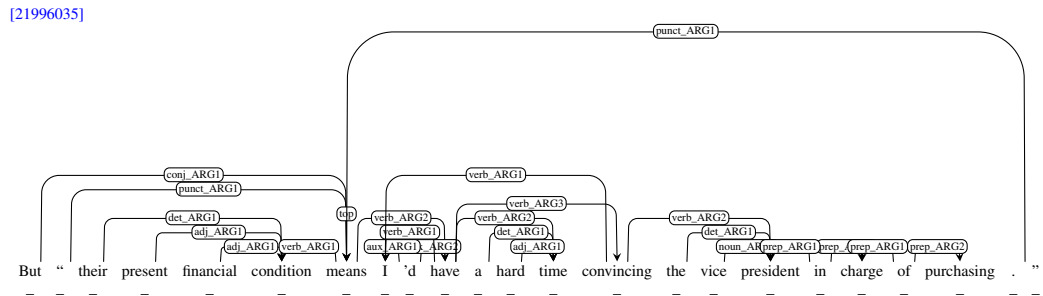 [21996035]
punct_ARG1
conj_ARG1 verb_ARG1
punct_ARG1
verb_ARG3
top
det_ARG1 verb_ARG2 verb_ARG2 verb_ARG2
adj_ARG1 verb_ARG1 det_ARG1 det_ARG1
adj_ARG1 verb_ARG1 aux_ARG1 adj_ARG1 prep_ARG1 prep_ARG1 prep_ARG2
But “ their present financial condition means I 'd have a hard time convincing the vice president in charge of purchasing . ”
_ _ _ _ _ _ _ _ _ _ _ _ _ _ _ _ _ _ _ _ _ _ _